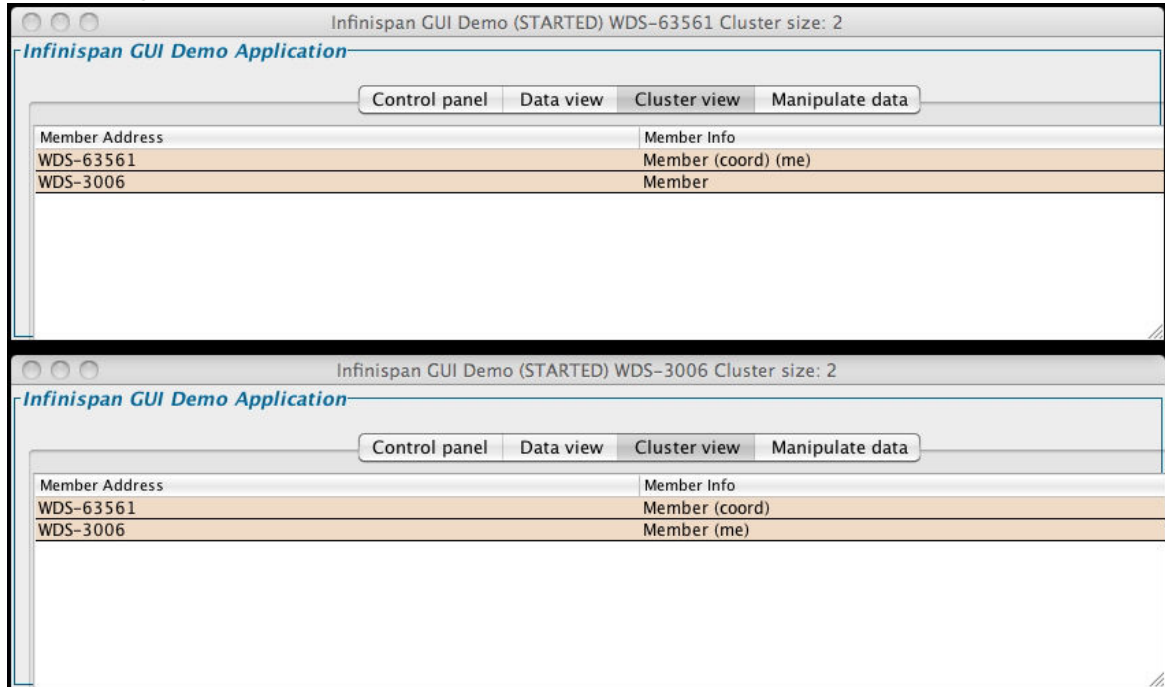 Infinispan GUI Demo (STARTED) WDS-63561 Cluster size: 2
Infinispan GUI Demo Application
Control panel Data view Cluster view Manipulate data
Member Address Member Info
WDS-63561 Member (coord) (me)
WDS-3006 Member
Infinispan GUI Demo (STARTED) WDS-3006 Cluster size: 2
Infinispan GUI Demo Application
Control panel Data view Cluster view Manipulate data
Member Address Member Info
WDS-63561 Member (coord)
WDS-3006 Member (me)